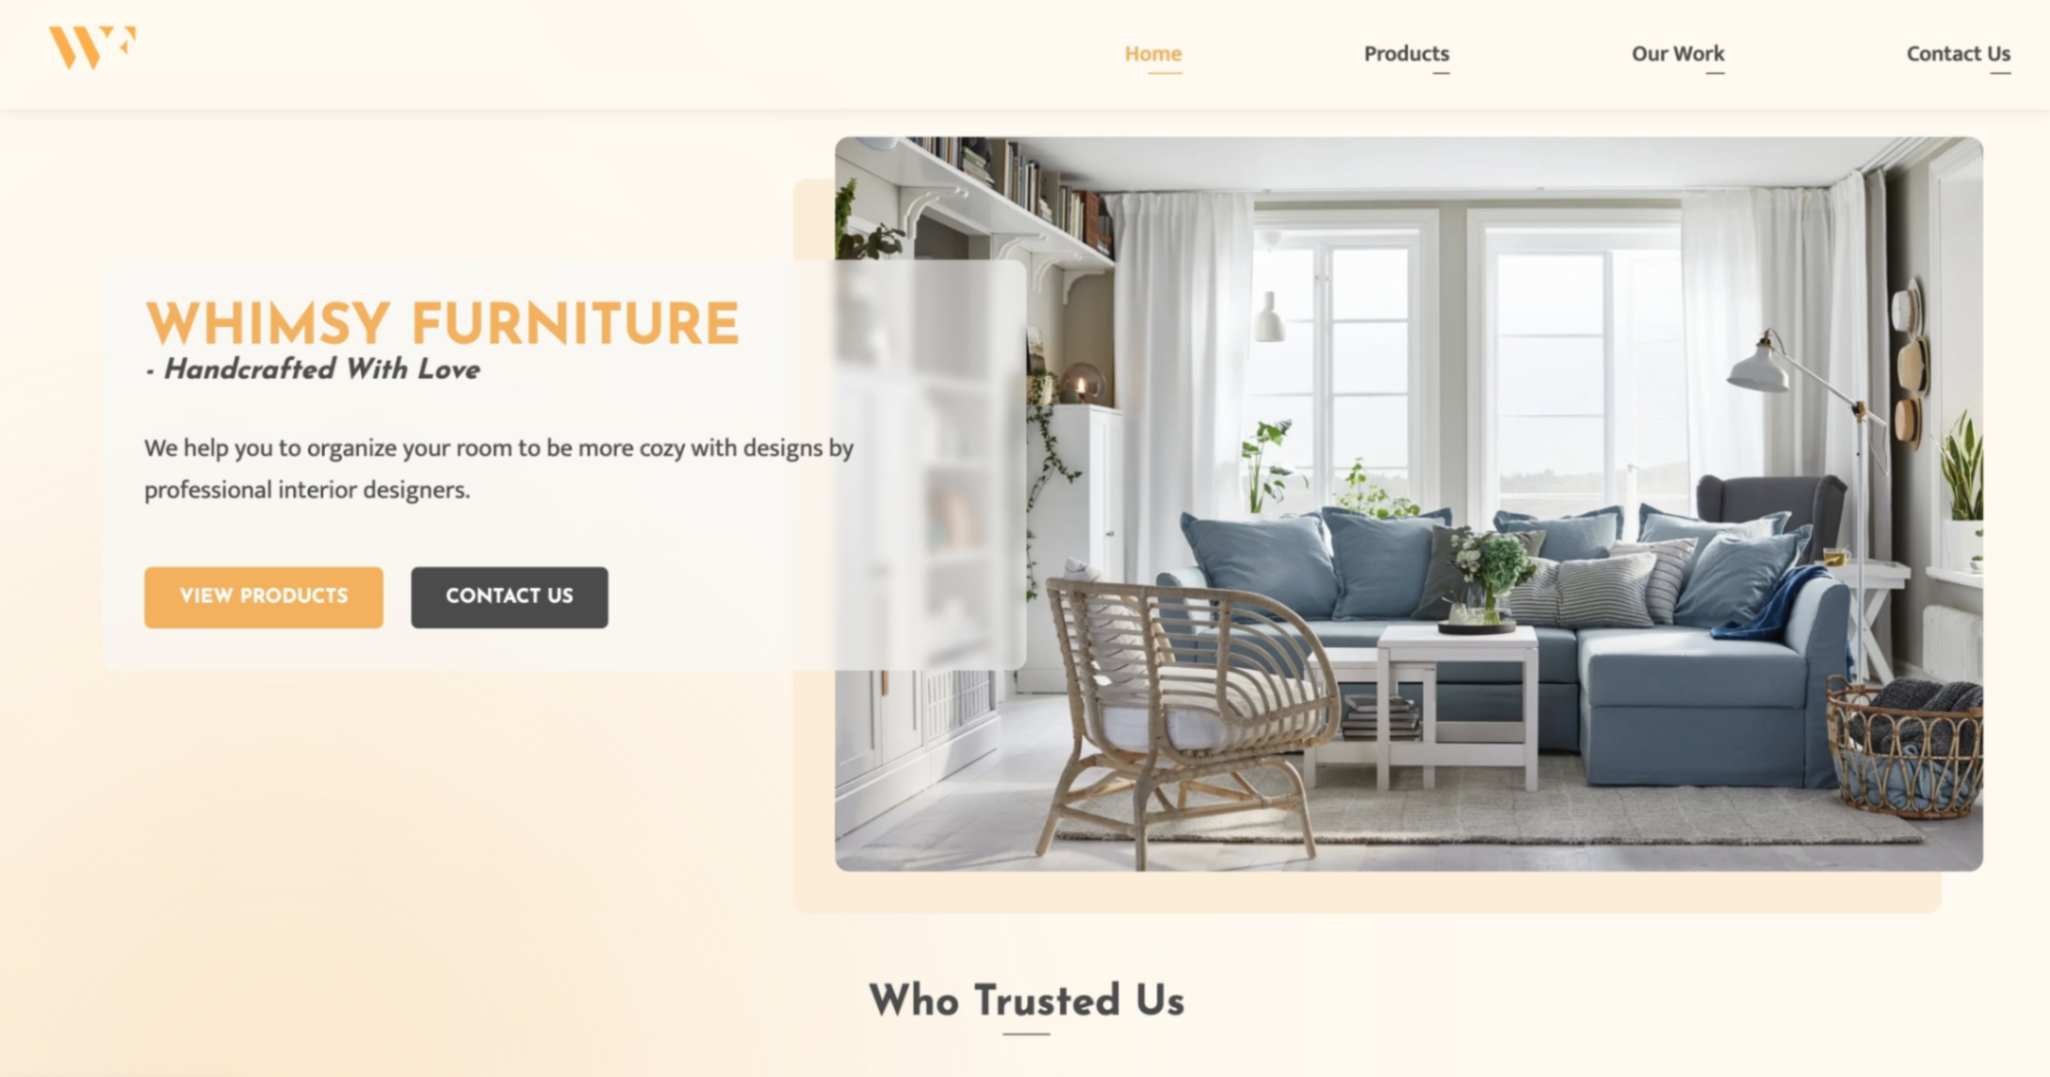 WF
Home
Products
Our Work
Contact Us
WHIMSY FURNITURE
- Handcrafted With Love
We help you to organize your room to be more cozy with designs by
professional interior designers.
VIEW PRODUCTS
CONTACT US
Who Trusted Us